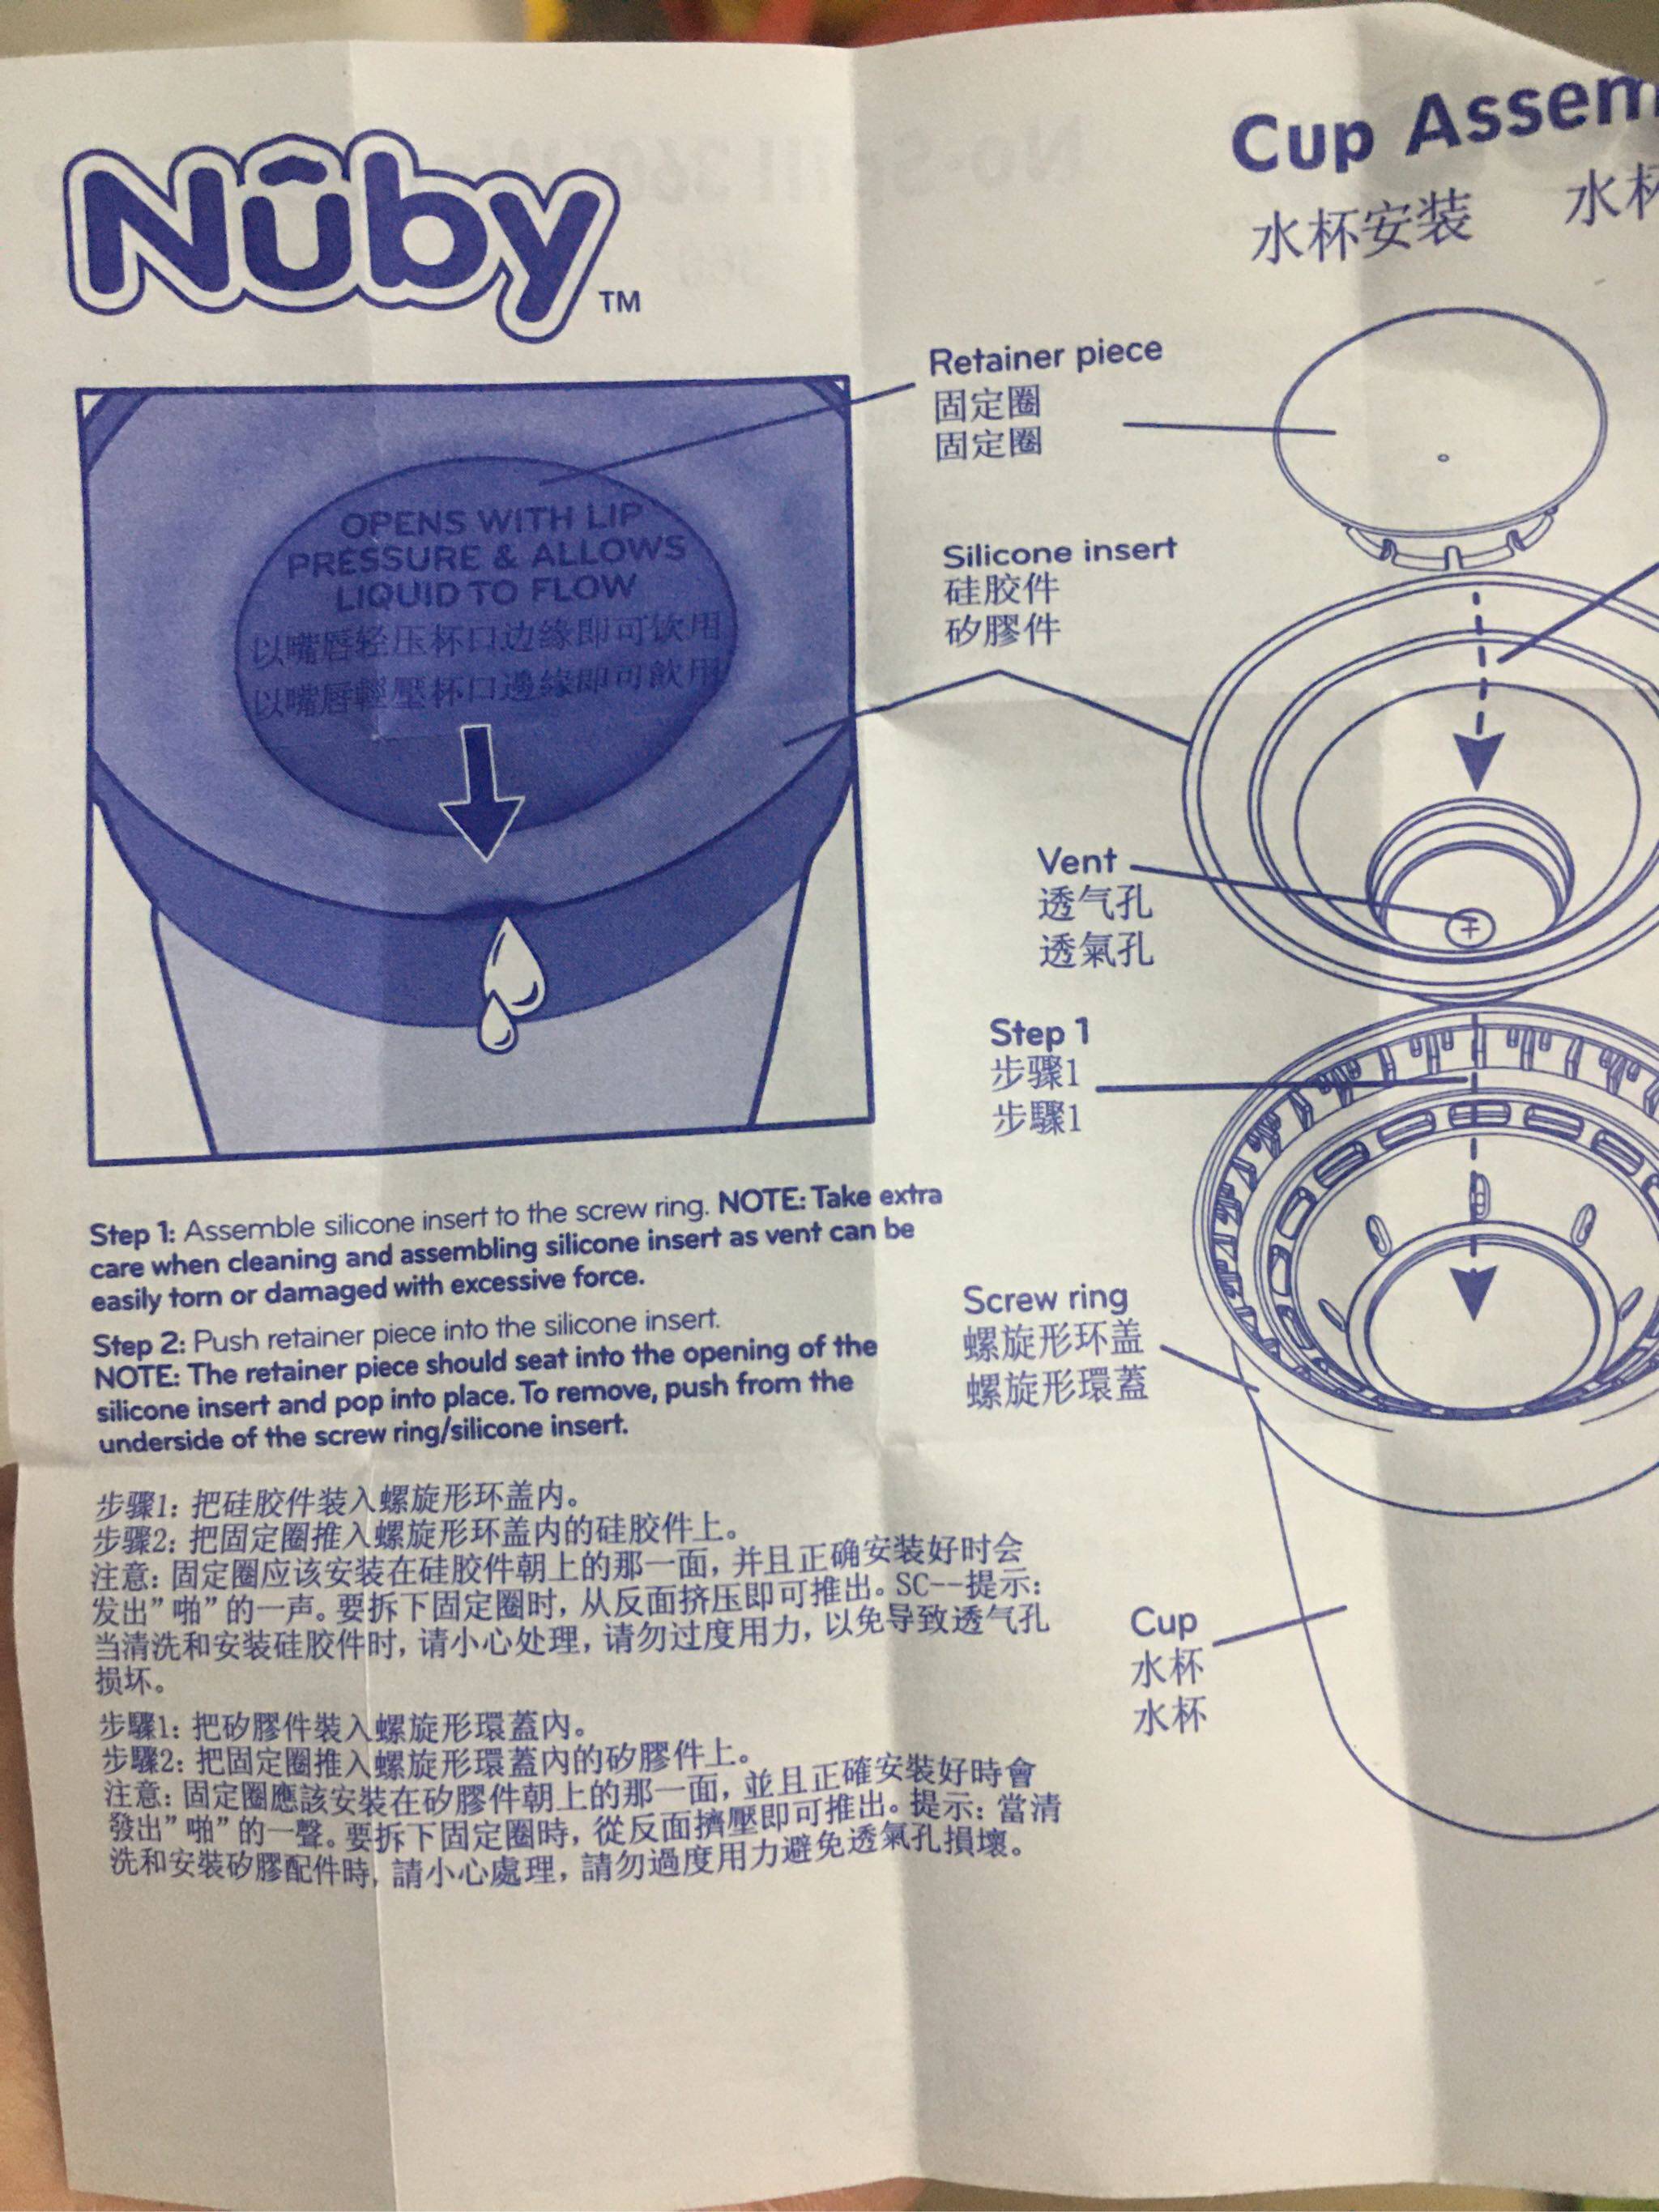 Nûby™
Cup Assem
水杯安装 水杯
OPENS WITH LIP
PRESSURE & ALLOWS
LIQUID TO FLOW
以嘴唇轻压杯口边缘即可饮用
以嘴唇輕壓杯口邊緣即可飲用
Retainer piece
固定圈
固定圈
Silicone insert
硅胶件
矽膠件
Vent
透气孔
透氣孔
Step 1
步骤1
步驟1
Screw ring
螺旋形环盖
螺旋形環蓋
Cup
水杯
水杯
Step 1: Assemble silicone insert to the screw ring. NOTE: Take extra
care when cleaning and assembling silicone insert as vent can be
easily torn or damaged with excessive force.
Step 2: Push retainer piece into the silicone insert.
NOTE: The retainer piece should seat into the opening of the
silicone insert and pop into place. To remove, push from the
underside of the screw ring/silicone insert.
步骤1: 把硅胶件装入螺旋形环盖内。
步骤2: 把固定圈推入螺旋形环盖内的硅胶件上。
注意: 固定圈应该安装在硅胶件朝上的那一面, 并且正确安装好时会
发出”啪”的一声。要拆下固定圈时, 从反面挤压即可推出。SC--提示:
当清洗和安装硅胶件时, 请小心处理, 请勿过度用力, 以免导致透气孔
损坏。
步驟1: 把矽膠件裝入螺旋形環蓋內。
步驟2: 把固定圈推入螺旋形環蓋內的矽膠件上。
注意: 固定圈應該安裝在矽膠件朝上的那一面, 並且正確安裝好時會
發出”啪”的一聲。要拆下固定圈時, 從反面擠壓即可推出。提示: 當清
洗和安裝矽膠配件時, 請小心處理, 請勿過度用力避免透氣孔損壞。